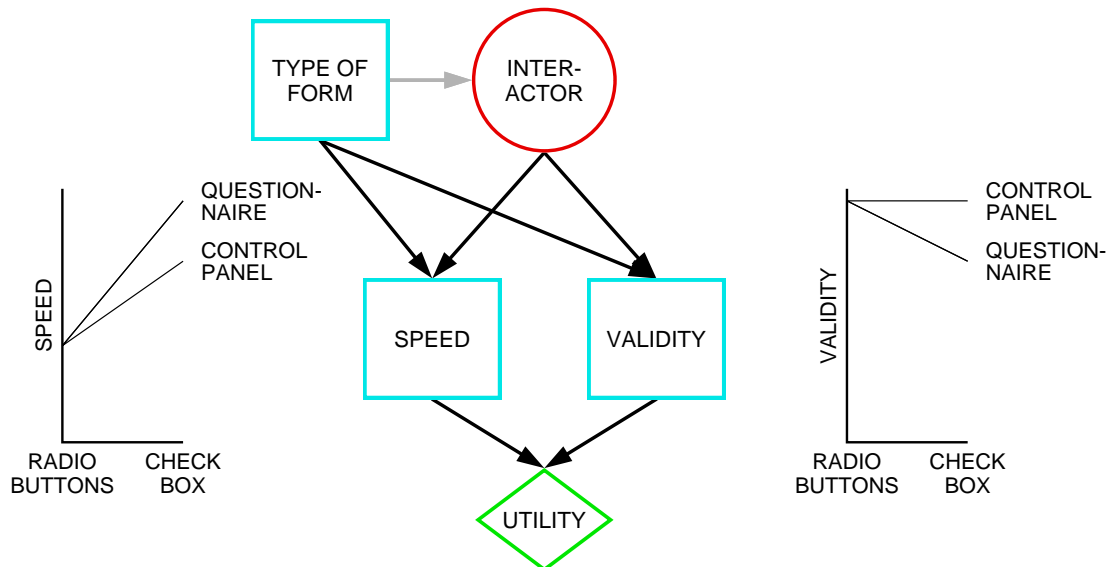 TYPE OF
FORM
INTER-
ACTOR
QUESTION-
NAIRE
CONTROL
PANEL
SPEED
RADIO
BUTTONS
CHECK
BOX
SPEED
VALIDITY
UTILITY
CONTROL
PANEL
QUESTION-
NAIRE
VALIDITY
RADIO
BUTTONS
CHECK
BOX